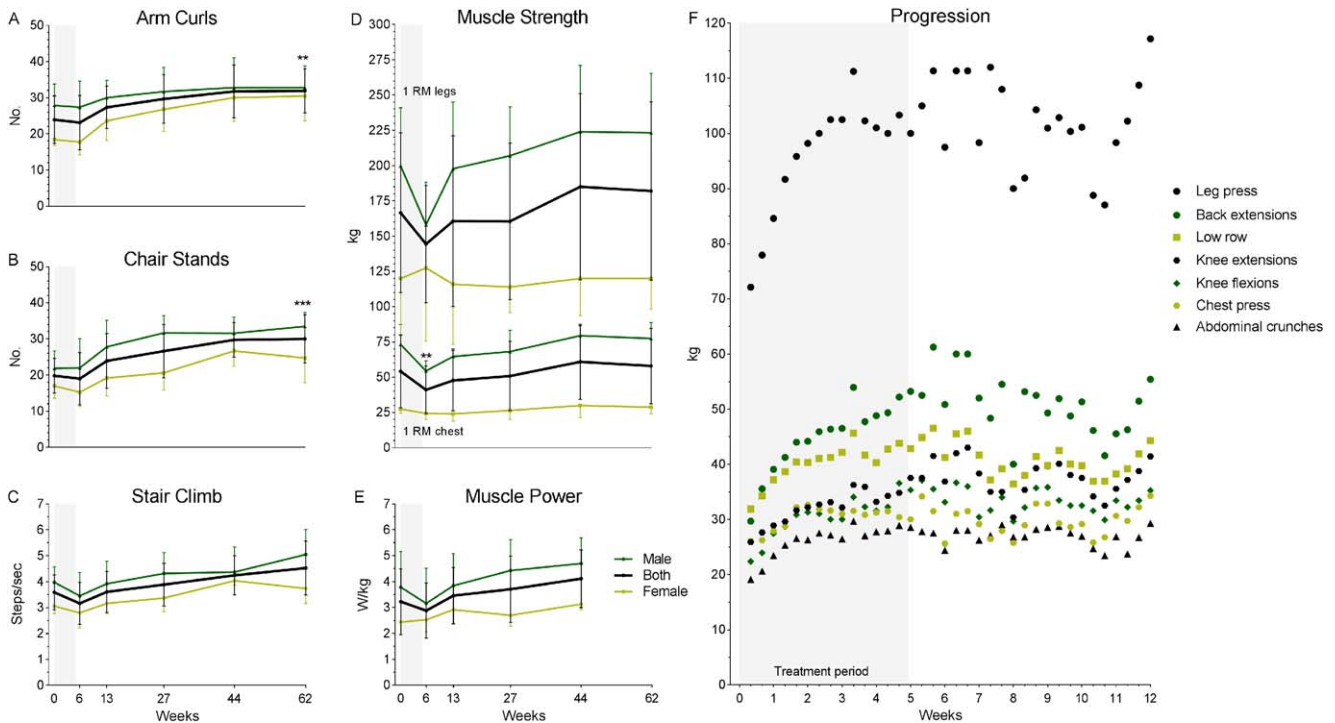 A
Arm Curls
50
40
30
20
10
0
No.
**
B
Chair Stands
50
40
30
20
10
0
No.
***
C
Stair Climb
7
6
5
4
3
2
1
0
Steps/sec
0 6 13 27 44 62
Weeks
D
Muscle Strength
300
275
250
225
200
175
150
125
100
75
50
25
0
kg
1 RM legs
**
1 RM chest
E
Muscle Power
7
6
5
4
3
2
1
0
W/kg
Male
Both
Female
0 6 13 27 44 62
Weeks
F
Progression
120
110
100
90
80
70
60
50
40
30
20
10
0
kg
Treatment period
0 1 2 3 4 5 6 7 8 9 10 11 12
Weeks
Leg press
Back extensions
Low row
Knee extensions
Knee flexions
Chest press
Abdominal crunches